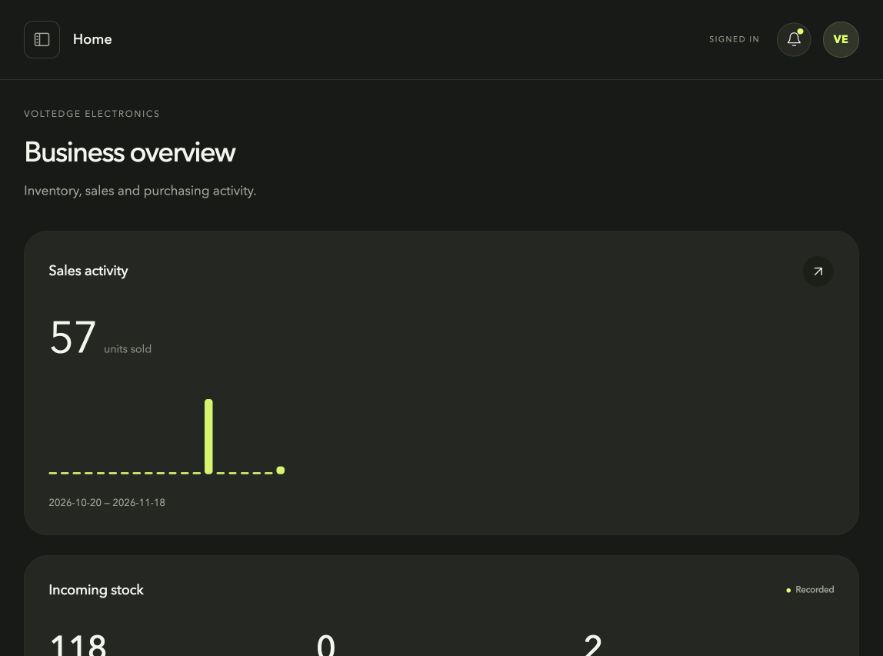 Home
SIGNED IN
VE
VOLTEDGE ELECTRONICS
Business overview
Inventory, sales and purchasing activity.
Sales activity
57 units sold
2026-10-20 – 2026-11-18
Incoming stock
Recorded
118 0 2